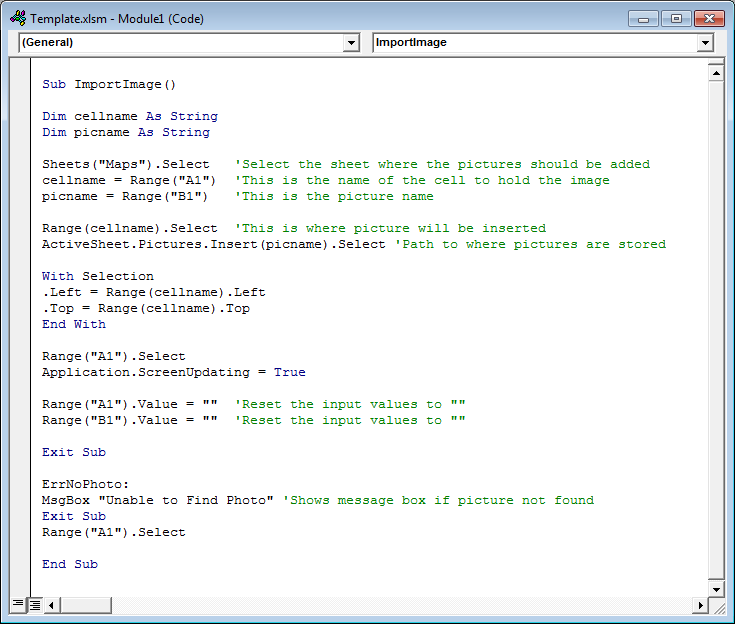 Template.xlsm - Module1 (Code)
(General) ImportImage
Sub ImportImage()
Dim cellname As String
Dim picname As String
Sheets("Maps").Select 'Select the sheet where the pictures should be added
cellname = Range("A1") 'This is the name of the cell to hold the image
picname = Range("B1") 'This is the picture name
Range(cellname).Select 'This is where picture will be inserted
ActiveSheet.Pictures.Insert(picname).Select 'Path to where pictures are stored
With Selection
.Left = Range(cellname).Left
.Top = Range(cellname).Top
End With
Range("A1").Select
Application.ScreenUpdating = True
Range("A1").Value = "" 'Reset the input values to ""
Range("B1").Value = "" 'Reset the input values to ""
Exit Sub
ErrNoPhoto:
MsgBox "Unable to Find Photo" 'Shows message box if picture not found
Exit Sub
Range("A1").Select
End Sub